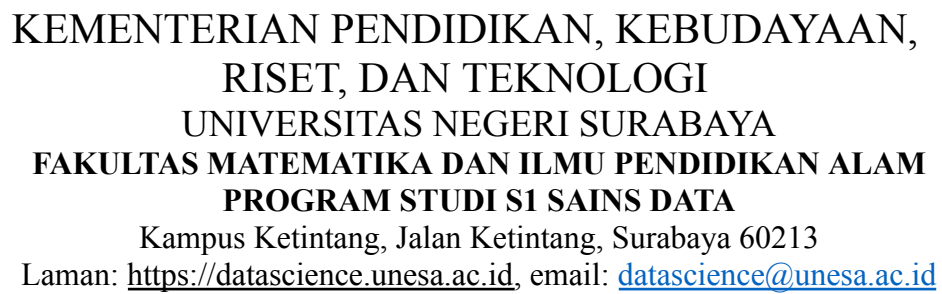 KEMENTERIAN PENDIDIKAN, KEBUDAYAAN,
RISET, DAN TEKNOLOGI
UNIVERSITAS NEGERI SURABAYA
FAKULTAS MATEMATIKA DAN ILMU PENDIDIKAN ALAM
PROGRAM STUDI S1 SAINS DATA
Kampus Ketintang, Jalan Ketintang, Surabaya 60213
Laman: https://datascience.unesa.ac.id, email: datascience@unesa.ac.id